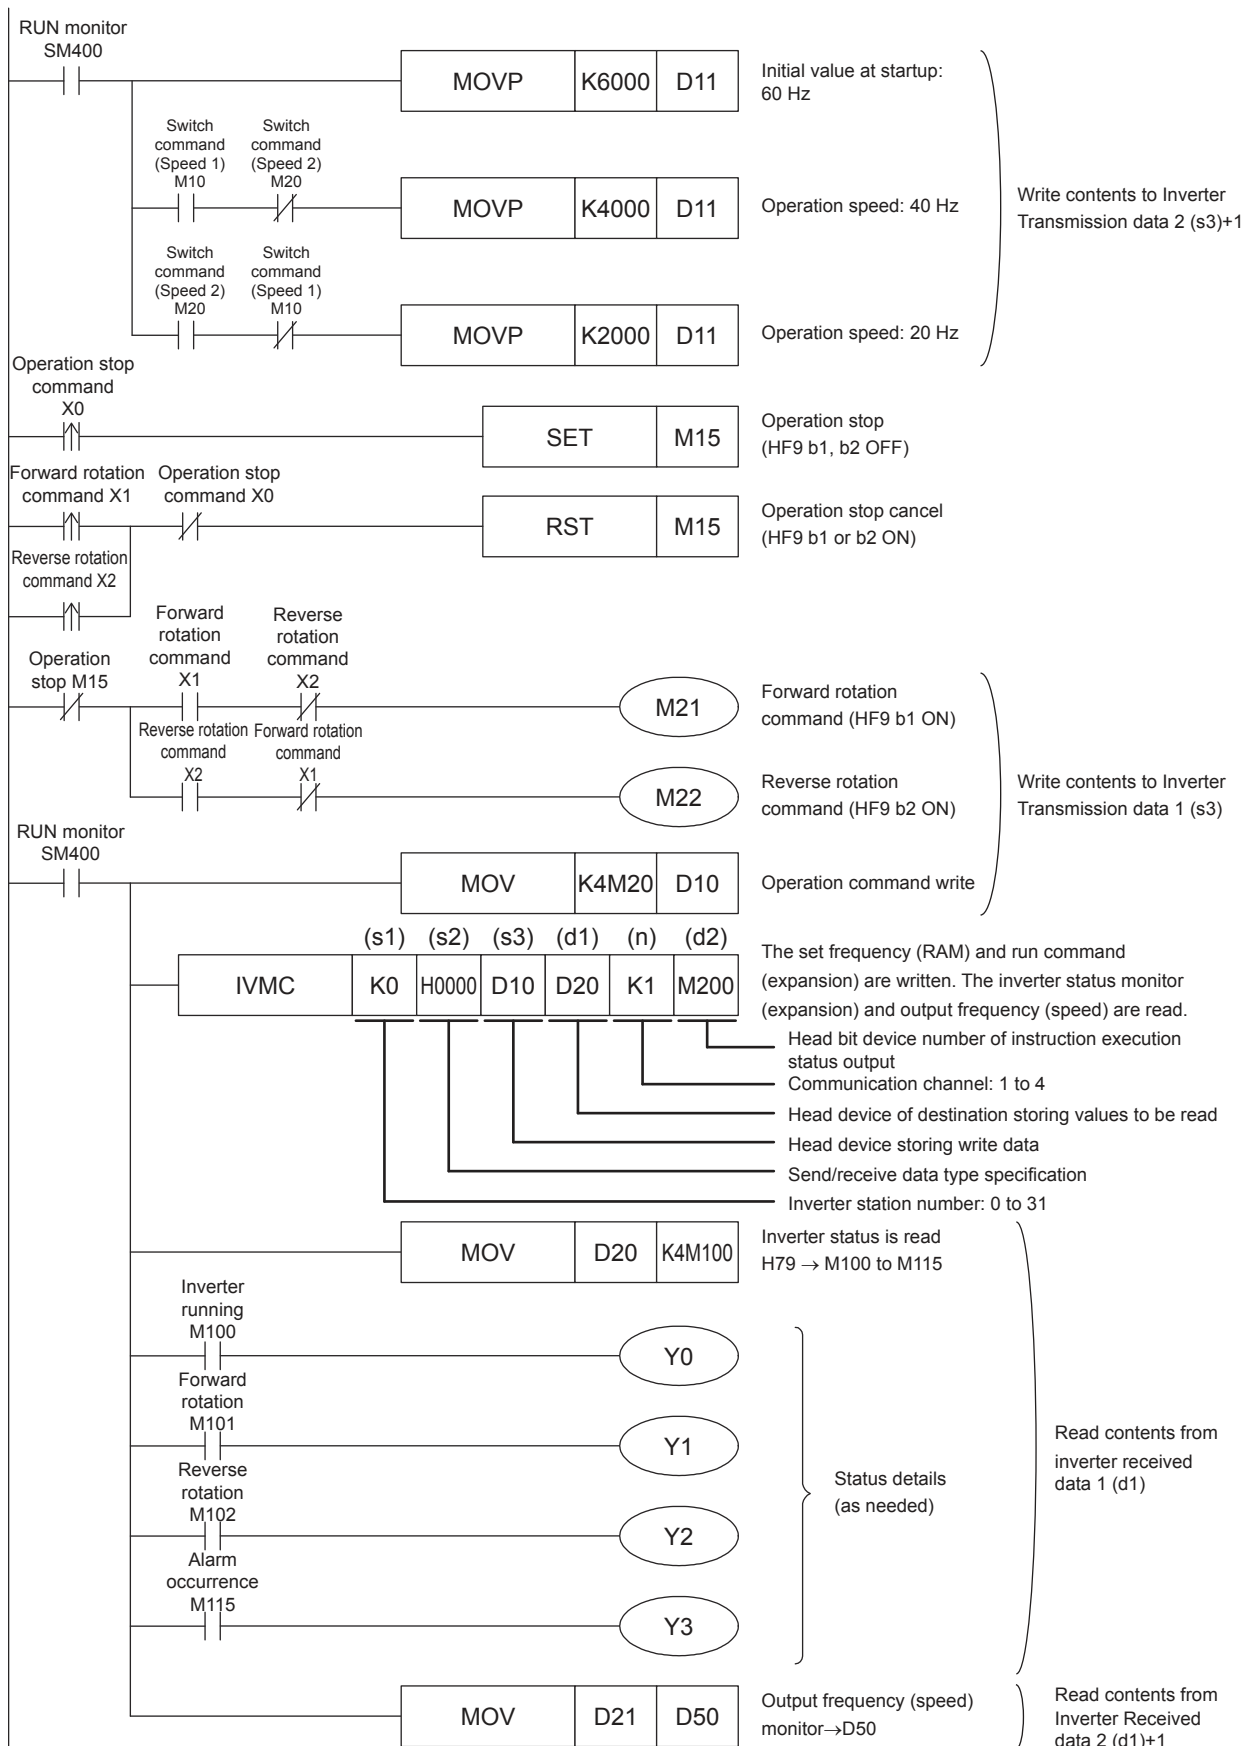 RUN monitor
SM400
MOVP K6000 D11
Initial value at startup:
60 Hz
Switch
command
(Speed 1)
M10
Switch
command
(Speed 2)
M20
MOVP K4000 D11
Operation speed: 40 Hz
Write contents to Inverter
Transmission data 2 (s3)+1
Switch
command
(Speed 2)
M20
Switch
command
(Speed 1)
M10
MOVP K2000 D11
Operation speed: 20 Hz
Operation stop
command
X0
SET M15
Operation stop
(HF9 b1, b2 OFF)
Forward rotation
command X1
Operation stop
command X0
RST M15
Operation stop cancel
(HF9 b1 or b2 ON)
Reverse rotation
command X2
Operation
stop M15
Forward
rotation
command
X1
Reverse
rotation
command
X2
M21
Forward rotation
command (HF9 b1 ON)
Reverse rotation
command
X2
Forward rotation
command
X1
M22
Reverse rotation
command (HF9 b2 ON)
Write contents to Inverter
Transmission data 1 (s3)
RUN monitor
SM400
MOV K4M20 D10
Operation command write
(s1) (s2) (s3) (d1) (n) (d2)
IVMC K0 H0000 D10 D20 K1 M200
The set frequency (RAM) and run command
(expansion) are written. The inverter status monitor
(expansion) and output frequency (speed) are read.
Head bit device number of instruction execution
status output
Communication channel: 1 to 4
Head device of destination storing values to be read
Head device storing write data
Send/receive data type specification
Inverter station number: 0 to 31
MOV D20 K4M100
Inverter status is read
H79 → M100 to M115
Inverter
running
M100
Y0
Forward
rotation
M101
Y1
Reverse
rotation
M102
Y2
Alarm
occurrence
M115
Y3
Status details
(as needed)
Read contents from
inverter received
data 1 (d1)
MOV D21 D50
Output frequency (speed)
monitor→D50
Read contents from
Inverter Received
data 2 (d1)+1